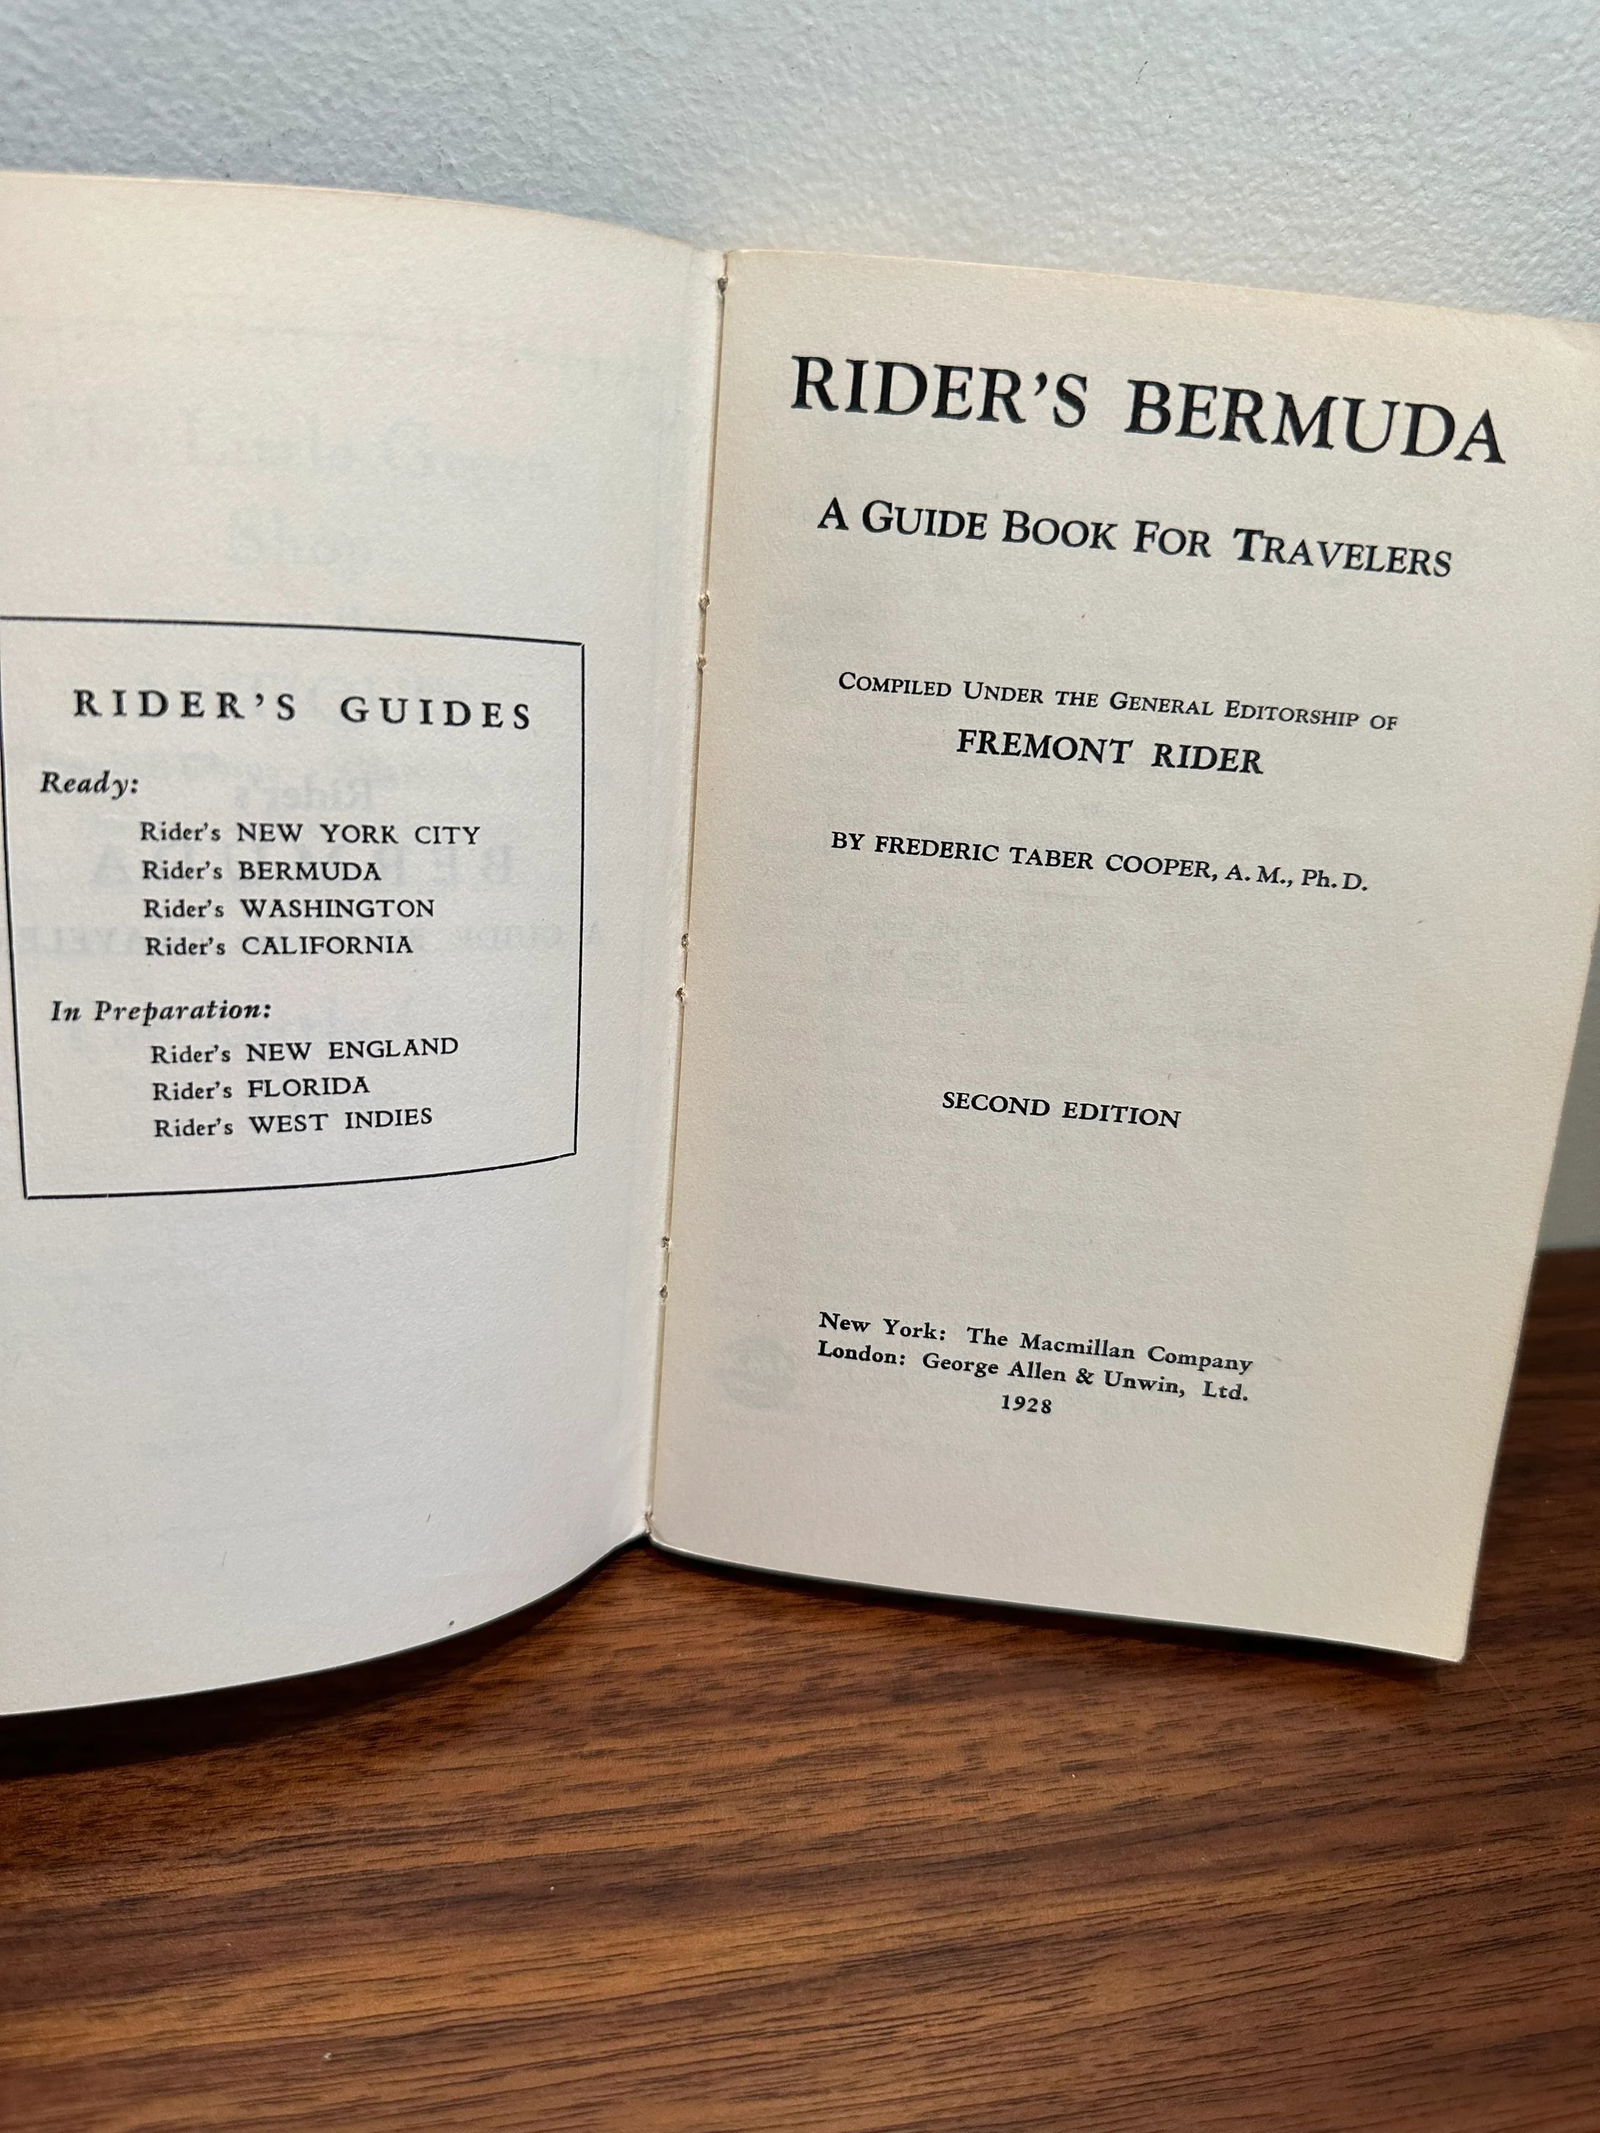 RIDER'S GUIDES
Ready:
Rider's NEW YORK CITY
Rider's BERMUDA
Rider's WASHINGTON
Rider's CALIFORNIA
In Preparation:
Rider's NEW ENGLAND
Rider's FLORIDA
Rider's WEST INDIES
RIDER'S BERMUDA
A GUIDE BOOK FOR TRAVELERS
COMPILED UNDER THE GENERAL EDITORSHIP OF
FREMONT RIDER
BY FREDERIC TABER COOPER, A. M., Ph. D.
SECOND EDITION
New York: The Macmillan Company
London: George Allen & Unwin, Ltd.
1928